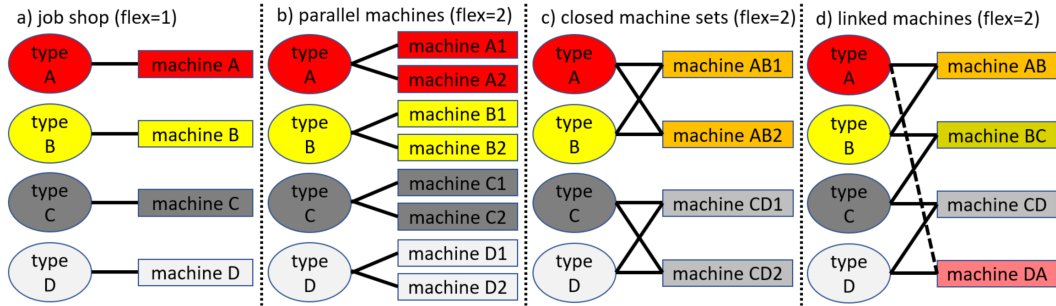 a) job shop (flex=1)
type
A
machine A
type
B
machine B
type
C
machine C
type
D
machine D
b) parallel machines (flex=2)
type
A
machine A1
machine A2
type
B
machine B1
machine B2
type
C
machine C1
machine C2
type
D
machine D1
machine D2
c) closed machine sets (flex=2)
type
A
machine AB1
type
B
machine AB2
type
C
machine CD1
type
D
machine CD2
d) linked machines (flex=2)
type
A
machine AB
type
B
machine BC
type
C
machine CD
type
D
machine DA